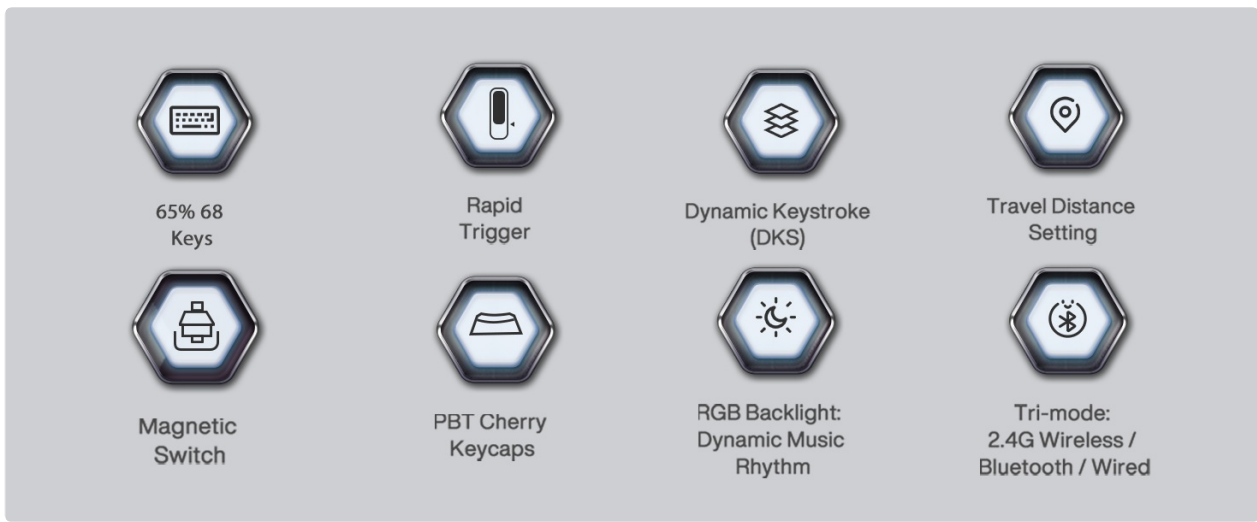 65% 68
Keys
Rapid
Trigger
Dynamic Keystroke
(DKS)
Travel Distance
Setting
Magnetic
Switch
PBT Cherry
Keycaps
RGB Backlight:
Dynamic Music
Rhythm
Tri-mode:
2.4G Wireless /
Bluetooth / Wired